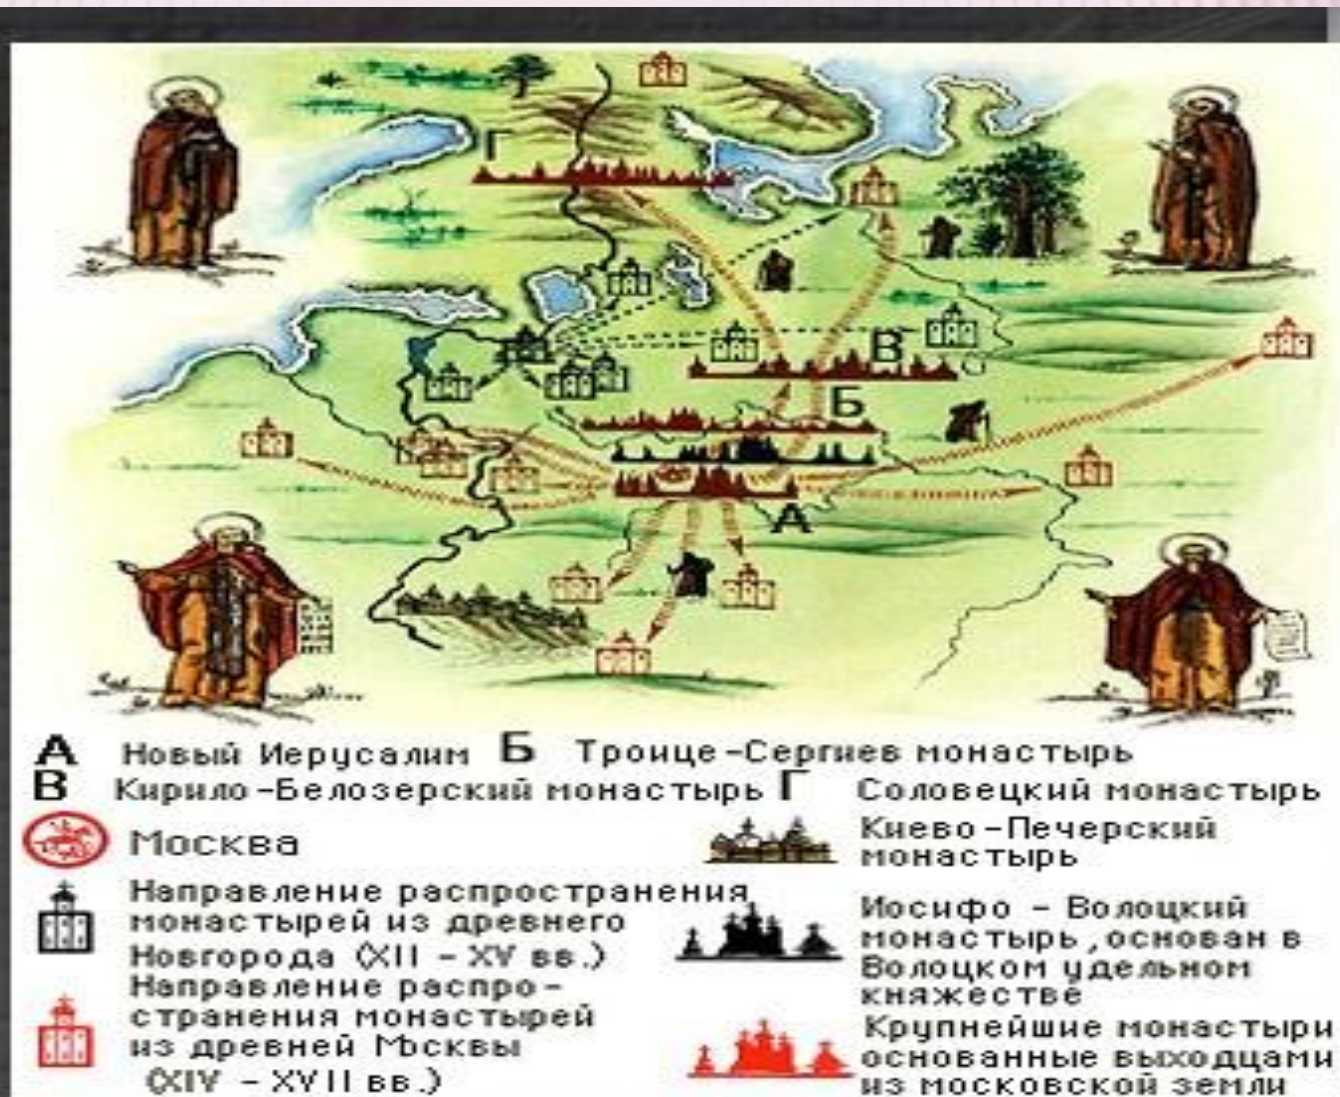 Г
В
Б
А
А Новый Иерусалим Б Троице-Сергиев монастырь
В Кирило-Белозерский монастырь Г Соловецкий монастырь
Москва
Киево-Печерский
монастырь
Направление распространения
монастырей из древнего
Новгорода (XII - XV вв.)
Иосифо - Волоцкий
монастырь, основан в
Волоцком удельном
княжестве
Направление распро-
странения монастырей
из древней Москвы
(XIV - XVII вв.)
Крупнейшие монастыри
основанные выходцами
из московской земли